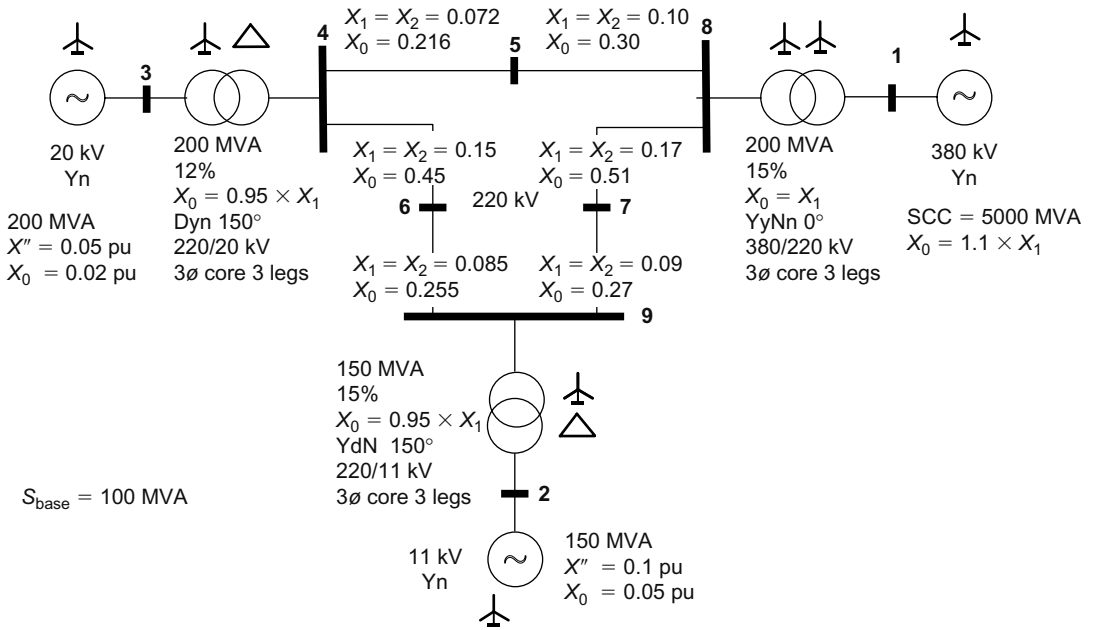 X₁ = X₂ = 0.072
X₀ = 0.216
X₁ = X₂ = 0.10
X₀ = 0.30
3
4
5
8
1
~
~
20 kV
Yn
200 MVA
X″ = 0.05 pu
X₀ = 0.02 pu
200 MVA
12%
X₀ = 0.95 × X₁
Dyn 150°
220/20 kV
3ø core 3 legs
X₁ = X₂ = 0.15
X₀ = 0.45
X₁ = X₂ = 0.17
X₀ = 0.51
6
220 kV
7
200 MVA
15%
X₀ = X₁
YyNn 0°
380/220 kV
3ø core 3 legs
380 kV
Yn
SCC = 5000 MVA
X₀ = 1.1 × X₁
X₁ = X₂ = 0.085
X₀ = 0.255
X₁ = X₂ = 0.09
X₀ = 0.27
9
150 MVA
15%
X₀ = 0.95 × X₁
YdN 150°
220/11 kV
3ø core 3 legs
S_base = 100 MVA
2
11 kV
Yn
~
150 MVA
X″ = 0.1 pu
X₀ = 0.05 pu